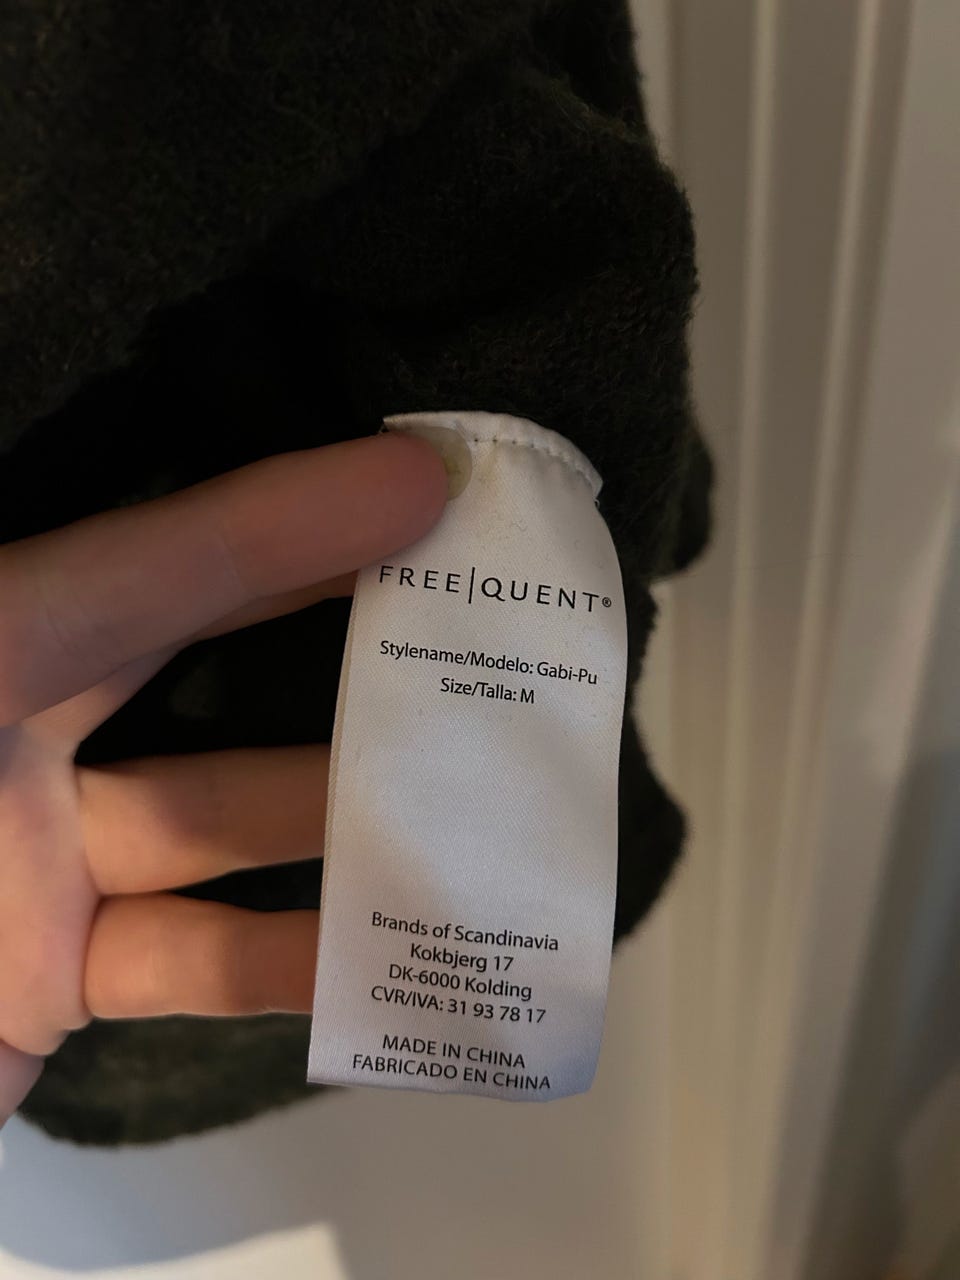 FREE|QUENT®
Stylename/Modelo: Gabi-Pu
Size/Talla: M
Brands of Scandinavia
Kokbjerg 17
DK-6000 Kolding
CVR/IVA: 31 93 78 17
MADE IN CHINA
FABRICADO EN CHINA